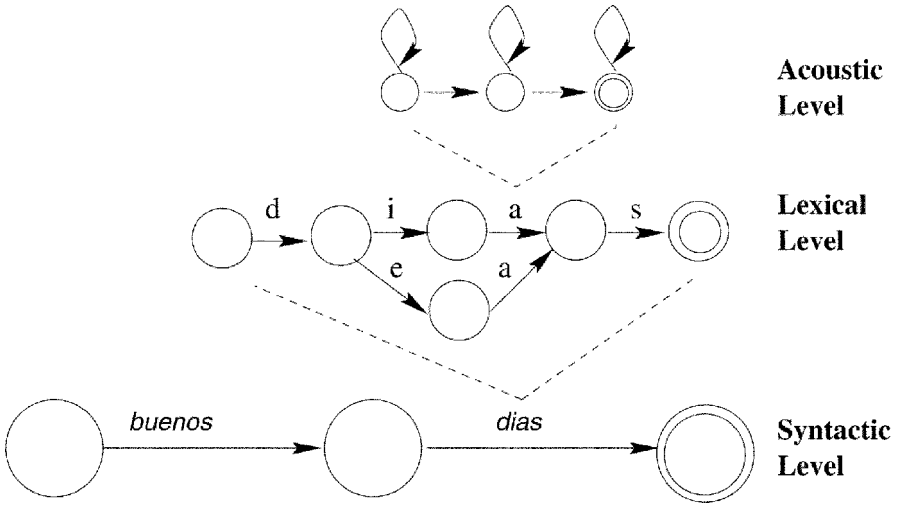 Acoustic
Level
d i a s
Lexical
Level
e a
buenos dias
Syntactic
Level